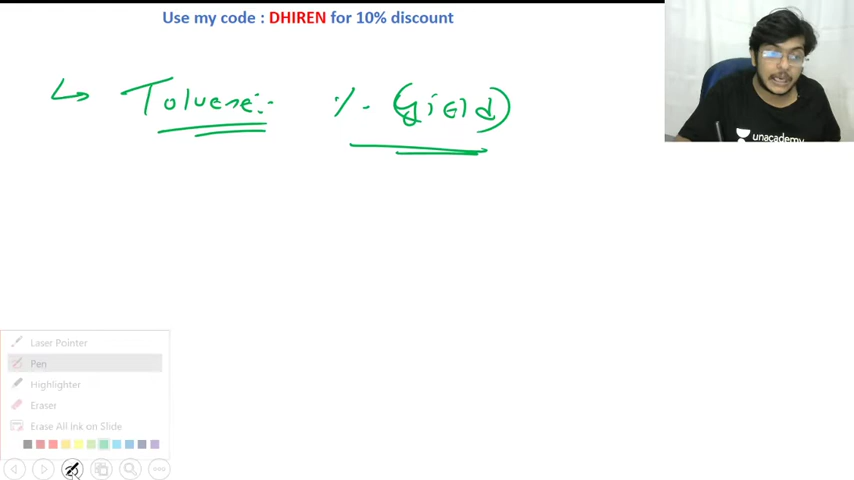 Use my code : DHIREN for 10% discount
↳ Toluene:- % (yield)
unacademy
Laser Pointer
Pen
Highlighter
Eraser
Erase All Ink on Slide